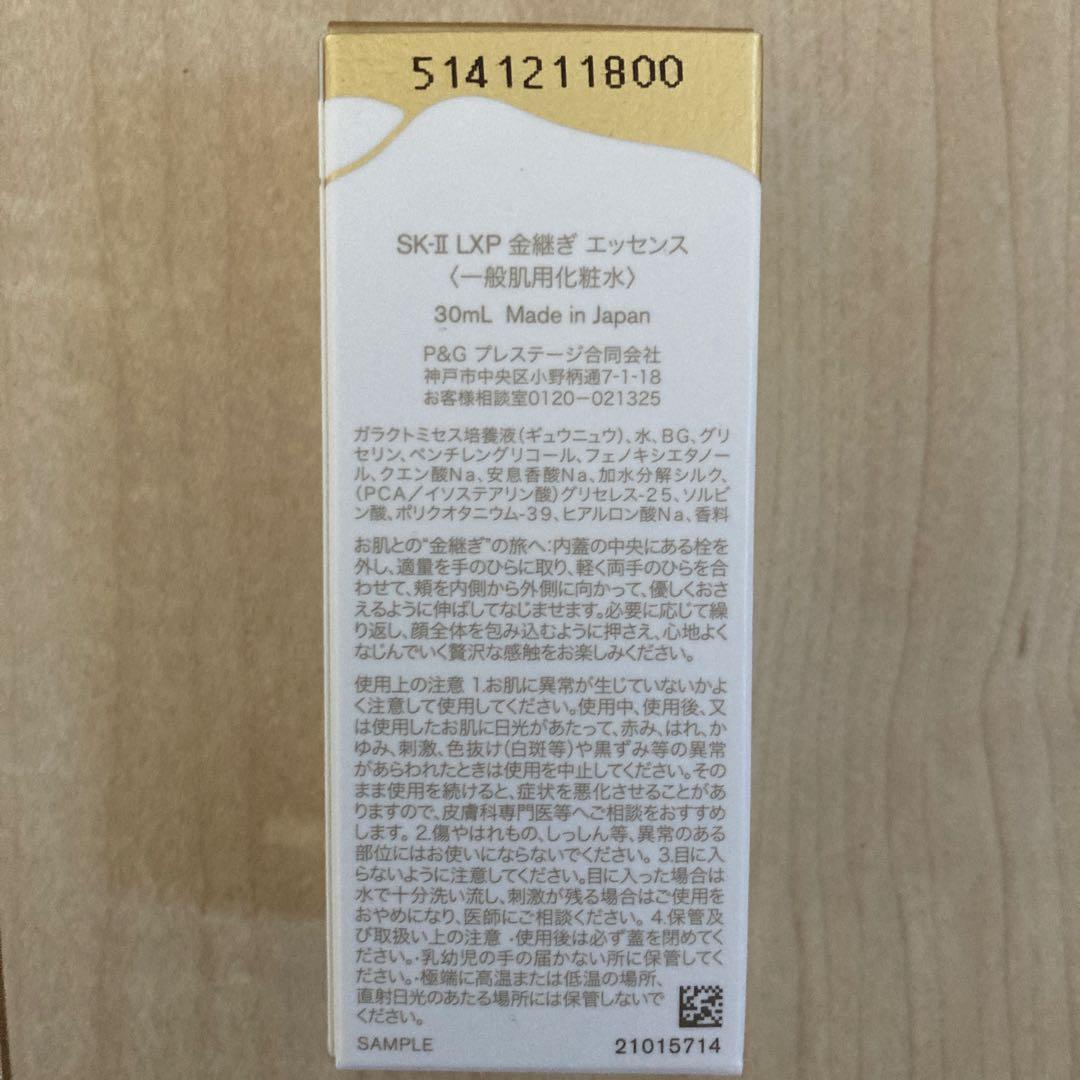 5141211800
SK-II LXP 金継ぎ エッセンス
〈一般肌用化粧水〉
30mL Made in Japan
P&G プレステージ合同会社
神戸市中央区小野柄通7-1-18
お客様相談室0120-021325
ガラクトミセス培養液(ギュウニュウ)、水、BG、グリ
セリン、ペンチレングリコール、フェノキシエタノー
ル、クエン酸Na、安息香酸Na、加水分解シルク、
(PCA/イソステアリン酸)グリセレス-25、ソルビ
ン酸、ポリクオタニウム-39、ヒアルロン酸Na、香料
お肌との“金継ぎ”の旅へ:内蓋の中央にある栓を
外し、適量を手のひらに取り、軽く両手のひらを合
わせて、頬を内側から外側に向かって、優しくおさ
えるように伸ばしてなじませます。必要に応じて繰
り返し、顔全体を包み込むように押さえ、心地よく
なじんでいく贅沢な感触をお楽しみください。
使用上の注意 1.お肌に異常が生じていないかよ
く注意して使用してください。使用中、使用後、又
は使用したお肌に日光があたって、赤み、はれ、か
ゆみ、刺激、色抜け(白斑等)や黒ずみ等の異常
があらわれたときは使用を中止してください。その
まま使用を続けると、症状を悪化させることがあ
りますので、皮膚科専門医等へご相談をおすすめ
します。 2.傷やはれもの、しっしん等、異常のある
部位にはお使いにならないでください。 3.目に入
らないように注意してください。目に入った場合は
水で十分洗い流し、刺激が残る場合はご使用を
おやめになり、医師にご相談ください。 4.保管及
び取扱い上の注意 ・使用後は必ず蓋を閉めてく
ださい。・乳幼児の手の届かない所に保管してく
ださい。・極端に高温または低温の場所、
直射日光のあたる場所には保管しないで
ください。
SAMPLE
21015714